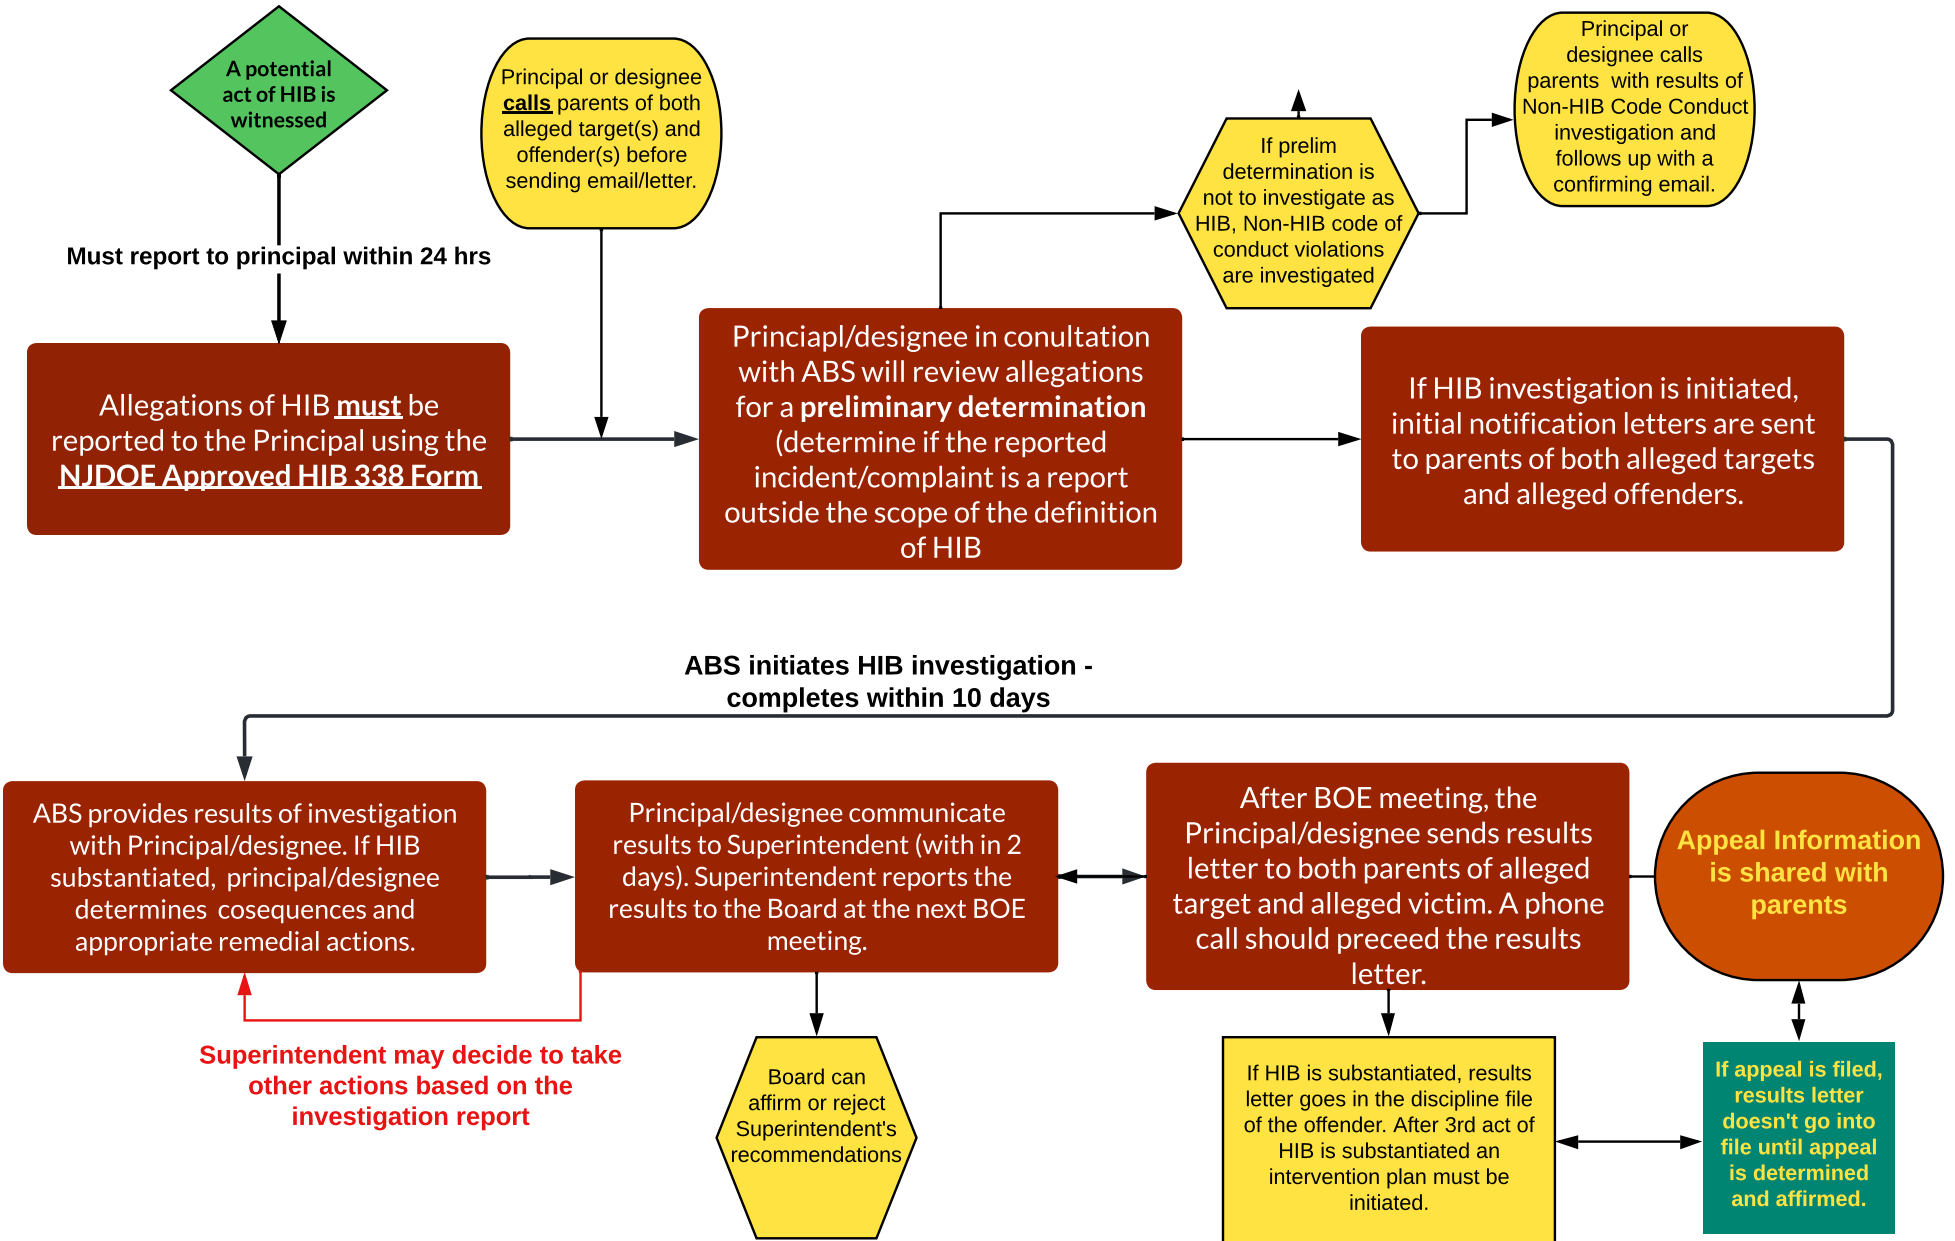 A potential
act of HIB is
witnessed
Must report to principal within 24 hrs
Principal or designee
calls parents of both
alleged target(s) and
offender(s) before
sending email/letter.
If prelim
determination is
not to investigate as
HIB, Non-HIB code of
conduct violations
are investigated
Principal or
designee calls
parents  with results of
Non-HIB Code Conduct
investigation and
follows up with a
confirming email.
Allegations of HIB must be
reported to the Principal using the
NJDOE Approved HIB 338 Form
Princiapl/designee in conultation
with ABS will review allegations
for a preliminary determination
(determine if the reported
incident/complaint is a report
outside the scope of the definition
of HIB
If HIB investigation is initiated,
initial notification letters are sent
to parents of both alleged targets
and alleged offenders.
ABS initiates HIB investigation -
completes within 10 days
ABS provides results of investigation
with Principal/designee. If HIB
substantiated,  principal/designee
determines  cosequences and
appropriate remedial actions.
Principal/designee communicate
results to Superintendent (with in 2
days). Superintendent reports the
results to the Board at the next BOE
meeting.
After BOE meeting, the
Principal/designee sends results
letter to both parents of alleged
target and alleged victim. A phone
call should preceed the results
letter.
Appeal Information
is shared with
parents
Superintendent may decide to take
other actions based on the
investigation report
Board can
affirm or reject
Superintendent's
recommendations
If HIB is substantiated, results
letter goes in the discipline file
of the offender. After 3rd act of
HIB is substantiated an
intervention plan must be
initiated.
If appeal is filed,
results letter
doesn't go into
file until appeal
is determined
and affirmed.